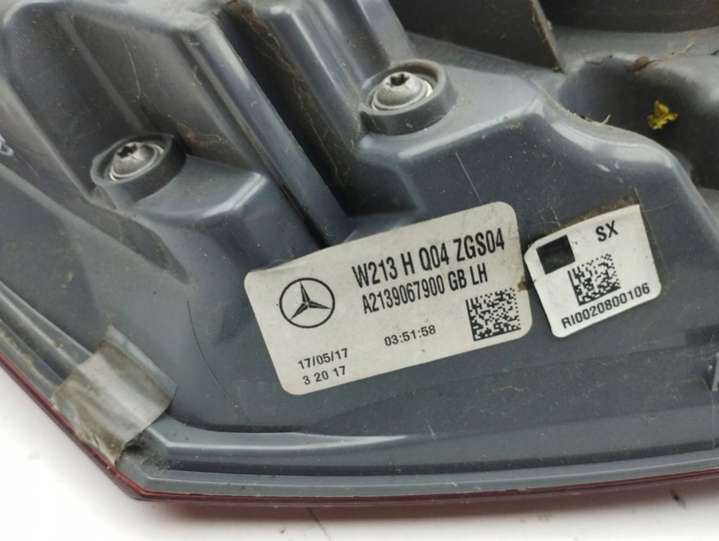 W213 H Q04 ZGS04
A2139067900 GB LH
17/05/17 03:51:58
3 20 17
SX
RI0020800106